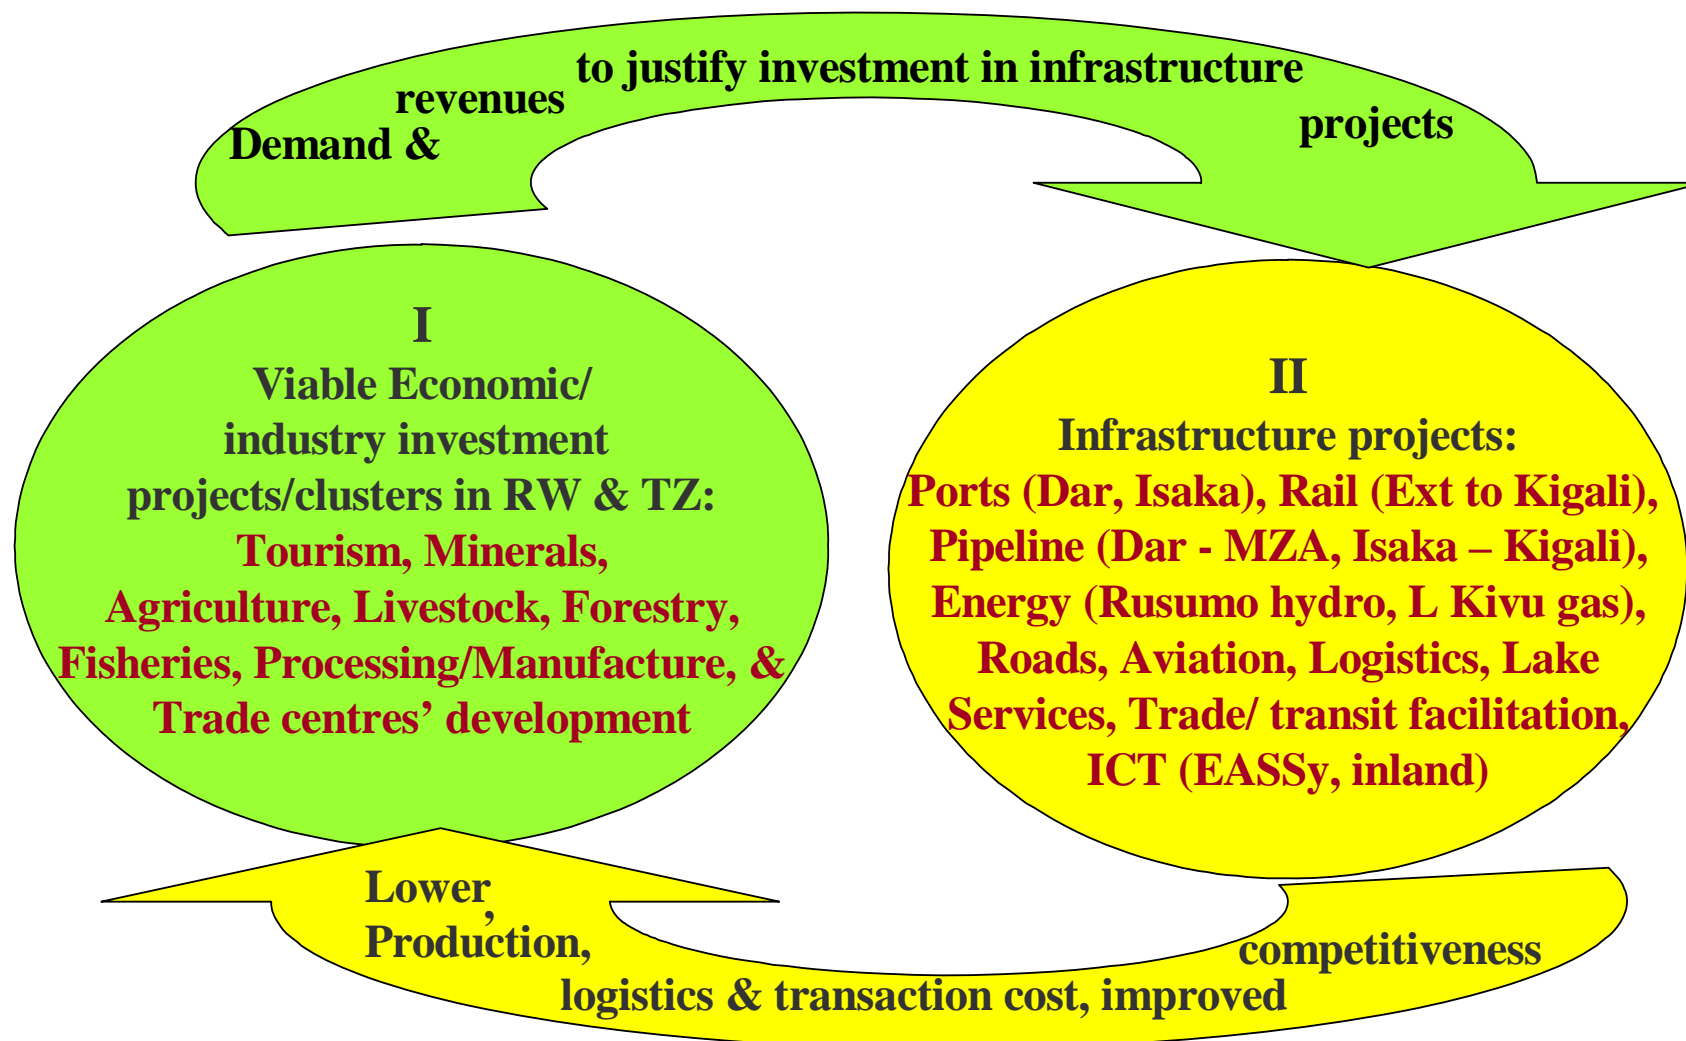 Demand &
revenues
to justify investment in infrastructure
projects
I
Viable Economic/
industry investment
projects/clusters in RW & TZ:
Tourism, Minerals,
Agriculture, Livestock, Forestry,
Fisheries, Processing/Manufacture, &
Trade centres’ development
II
Infrastructure projects:
Ports (Dar, Isaka), Rail (Ext to Kigali),
Pipeline (Dar - MZA, Isaka – Kigali),
Energy (Rusumo hydro, L Kivu gas),
Roads, Aviation, Logistics, Lake
Services, Trade/ transit facilitation,
ICT (EASSy, inland)
Lower,
Production,
logistics & transaction cost, improved
competitiveness